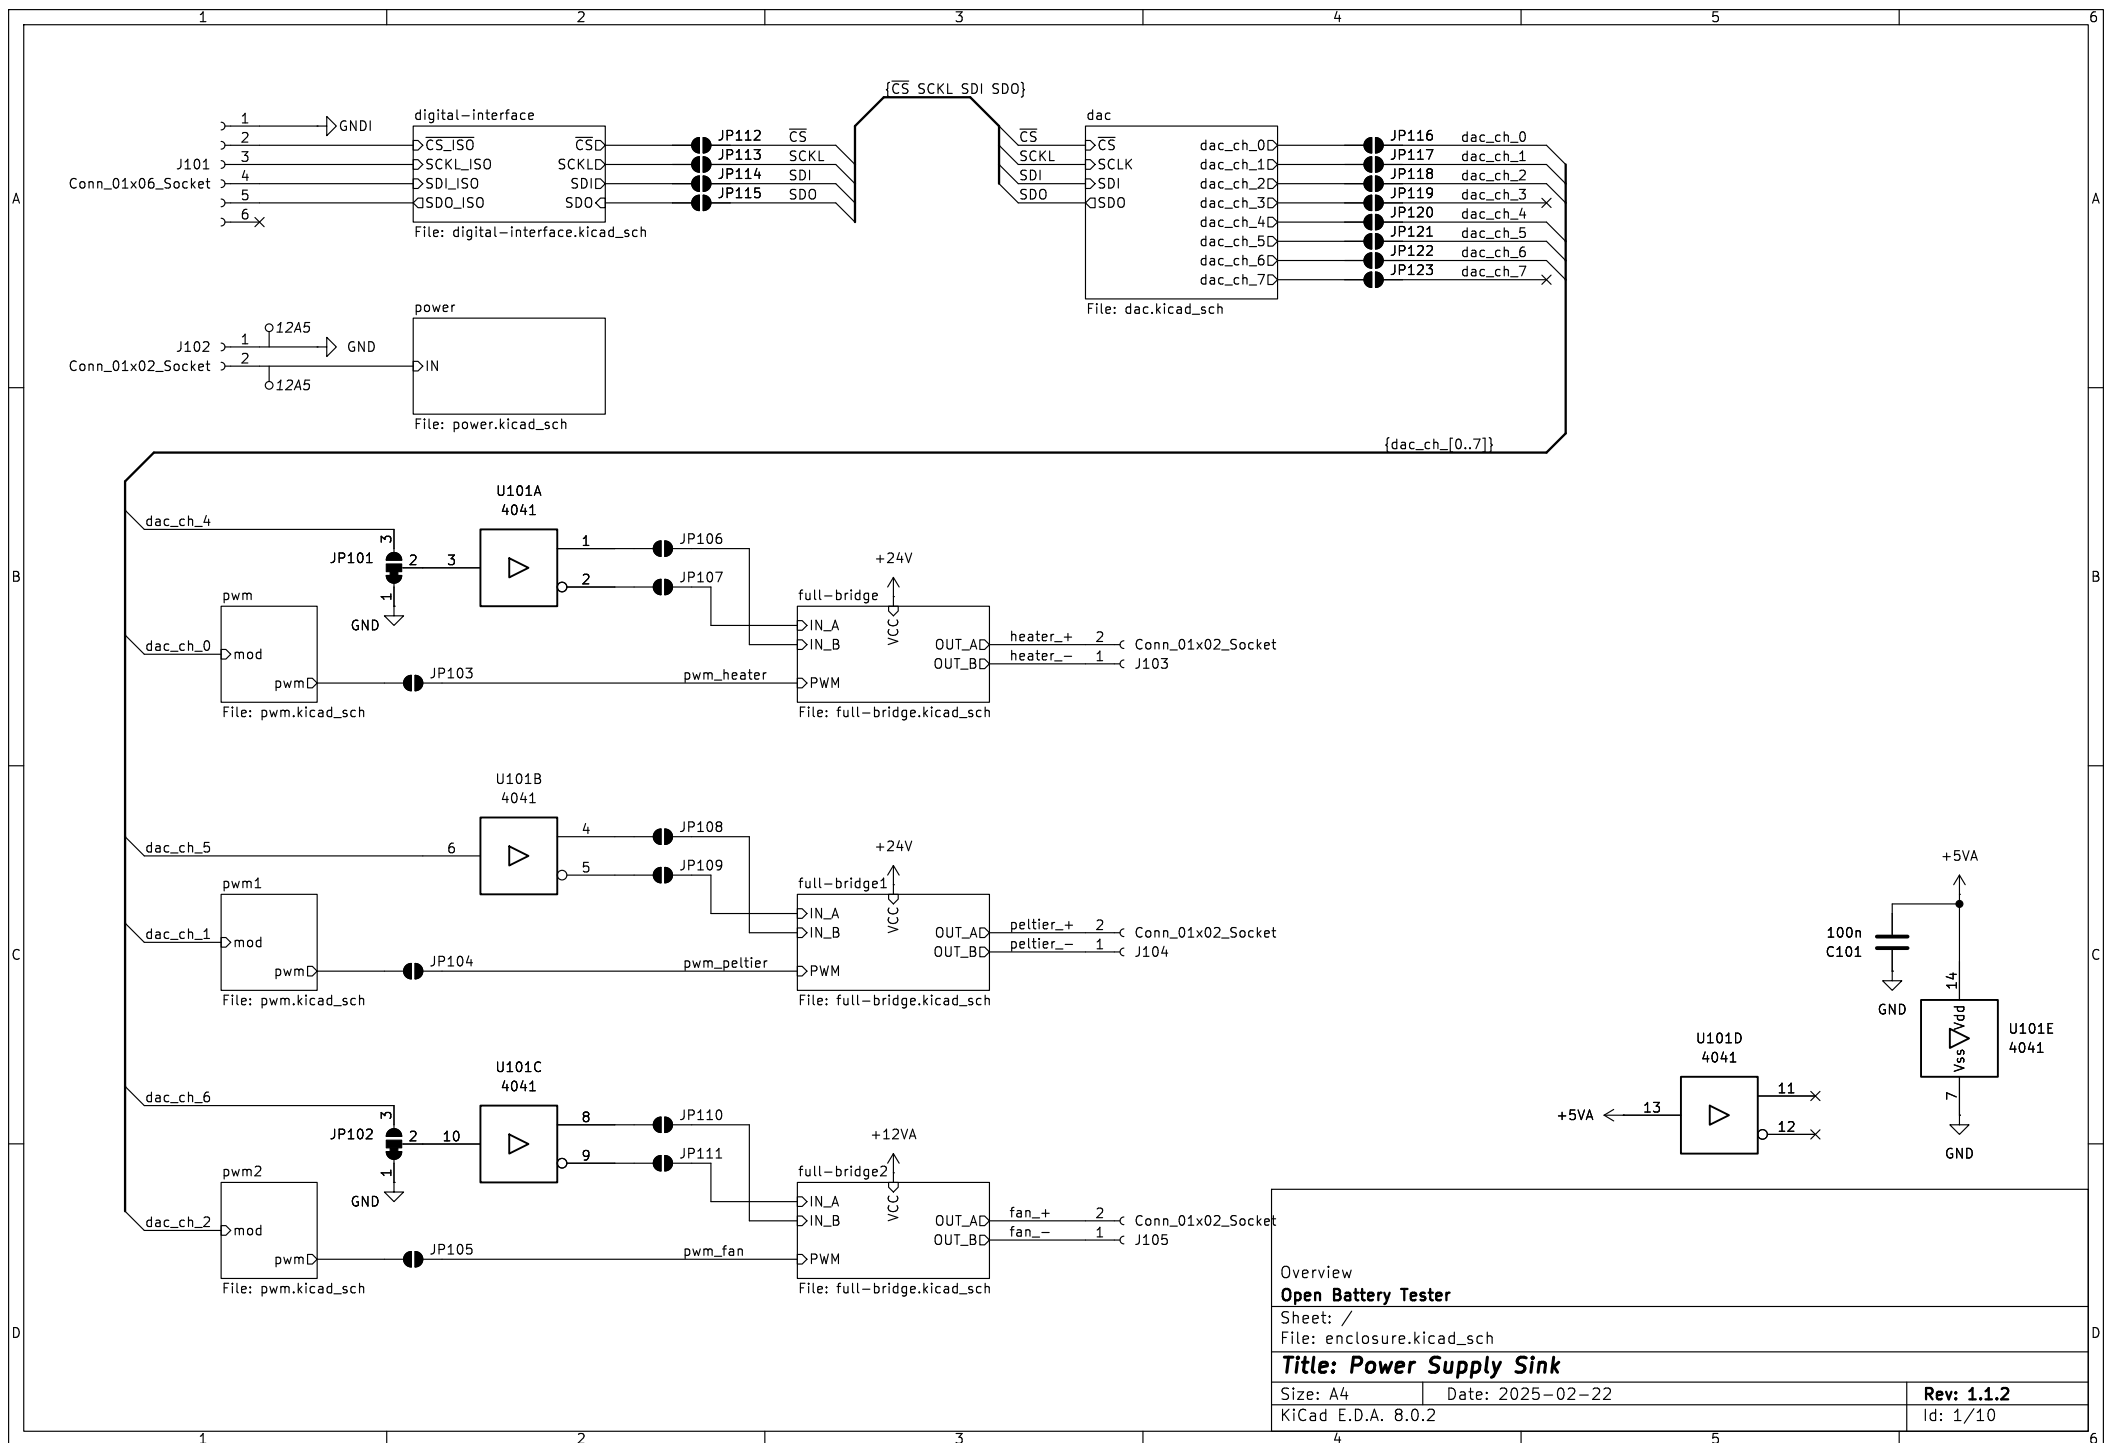 1 2 3 4 5 6
A A
B B
C C
D D
{CS SCKL SDI SDO}
digital-interface
1 GNDI
2
J101 3
Conn_01x06_Socket 4
5
6
CS_ISO CS
SCKL_ISO SCKL
SDI_ISO SDI
SDO_ISO SDO
File: digital-interface.kicad_sch
JP112 CS
JP113 SCKL
JP114 SDI
JP115 SDO
dac
CS CS dac_ch_0
SCKL SCLK dac_ch_1
SDI SDI dac_ch_2
SDO SDO dac_ch_3
dac_ch_4
dac_ch_5
dac_ch_6
dac_ch_7
File: dac.kicad_sch
JP116 dac_ch_0
JP117 dac_ch_1
JP118 dac_ch_2
JP119 dac_ch_3
JP120 dac_ch_4
JP121 dac_ch_5
JP122 dac_ch_6
JP123 dac_ch_7
power
12A5
J102 1 GND
Conn_01x02_Socket 2 IN
12A5
File: power.kicad_sch
{dac_ch_[0..7]}
U101A
4041
dac_ch_4
3
JP101 2 3
1
GND
1 JP106
2 JP107
+24V
pwm
dac_ch_0 mod
pwm
File: pwm.kicad_sch
JP103
pwm_heater
full-bridge
VCC
IN_A
IN_B OUT_A
OUT_B
PWM
File: full-bridge.kicad_sch
heater_+ 2 Conn_01x02_Socket
heater_- 1 J103
U101B
4041
dac_ch_5 6
4 JP108
5 JP109
+24V
pwm1
dac_ch_1 mod
pwm
File: pwm.kicad_sch
JP104
pwm_peltier
full-bridge1
VCC
IN_A
IN_B OUT_A
OUT_B
PWM
File: full-bridge.kicad_sch
peltier_+ 2 Conn_01x02_Socket
peltier_- 1 J104
U101C
4041
dac_ch_6
3
JP102 2 10
1
GND
8 JP110
9 JP111
+12VA
pwm2
dac_ch_2 mod
pwm
File: pwm.kicad_sch
JP105
pwm_fan
full-bridge2
VCC
IN_A
IN_B OUT_A
OUT_B
PWM
File: full-bridge.kicad_sch
fan_+ 2 Conn_01x02_Socket
fan_- 1 J105
+5VA
100n
C101
GND
14
Vdd
Vss
U101E
4041
7
GND
U101D
4041
+5VA 13
11
12
Overview
Open Battery Tester
Sheet: /
File: enclosure.kicad_sch
Title: Power Supply Sink
Size: A4 Date: 2025-02-22 Rev: 1.1.2
KiCad E.D.A. 8.0.2 Id: 1/10
1 2 3 4 5 6